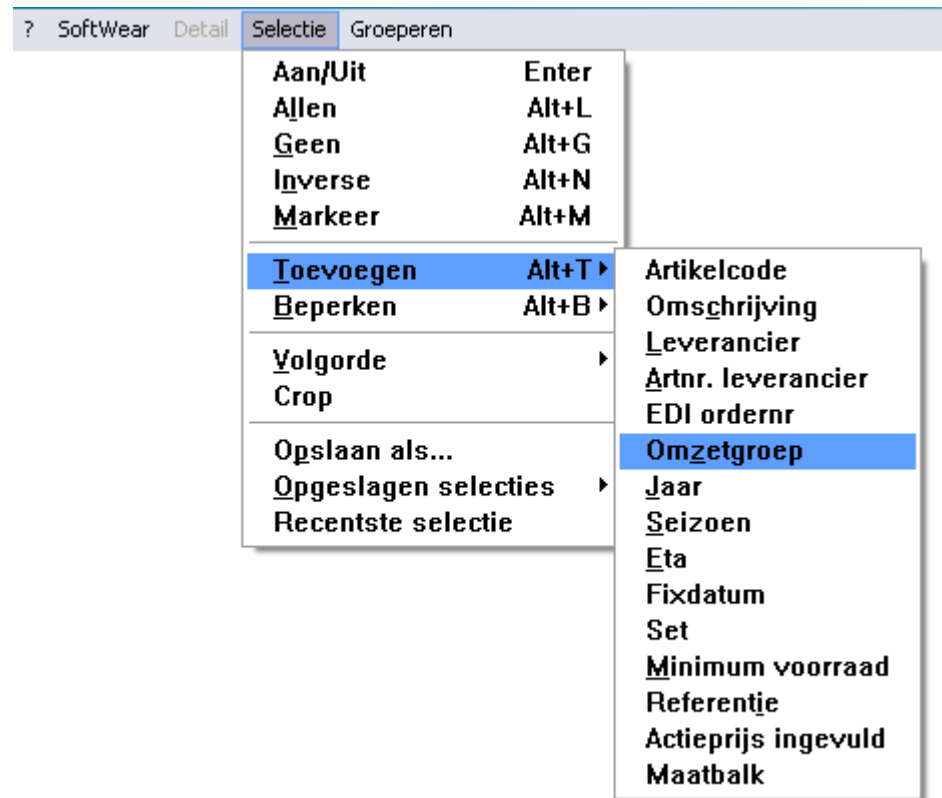 ? SoftWear Detail Selectie Groeperen
Aan/Uit Enter
Allen Alt+L
Geen Alt+G
Inverse Alt+N
Markeer Alt+M
Toevoegen Alt+T
Beperken Alt+B
Volgorde
Crop
Opslaan als...
Opgeslagen selecties
Recentste selectie
Artikelcode
Omschrijving
Leverancier
Artnr. leverancier
EDI ordernr
Omzetgroep
Jaar
Seizoen
Eta
Fixdatum
Set
Minimum voorraad
Referentie
Actieprijs ingevuld
Maatbalk